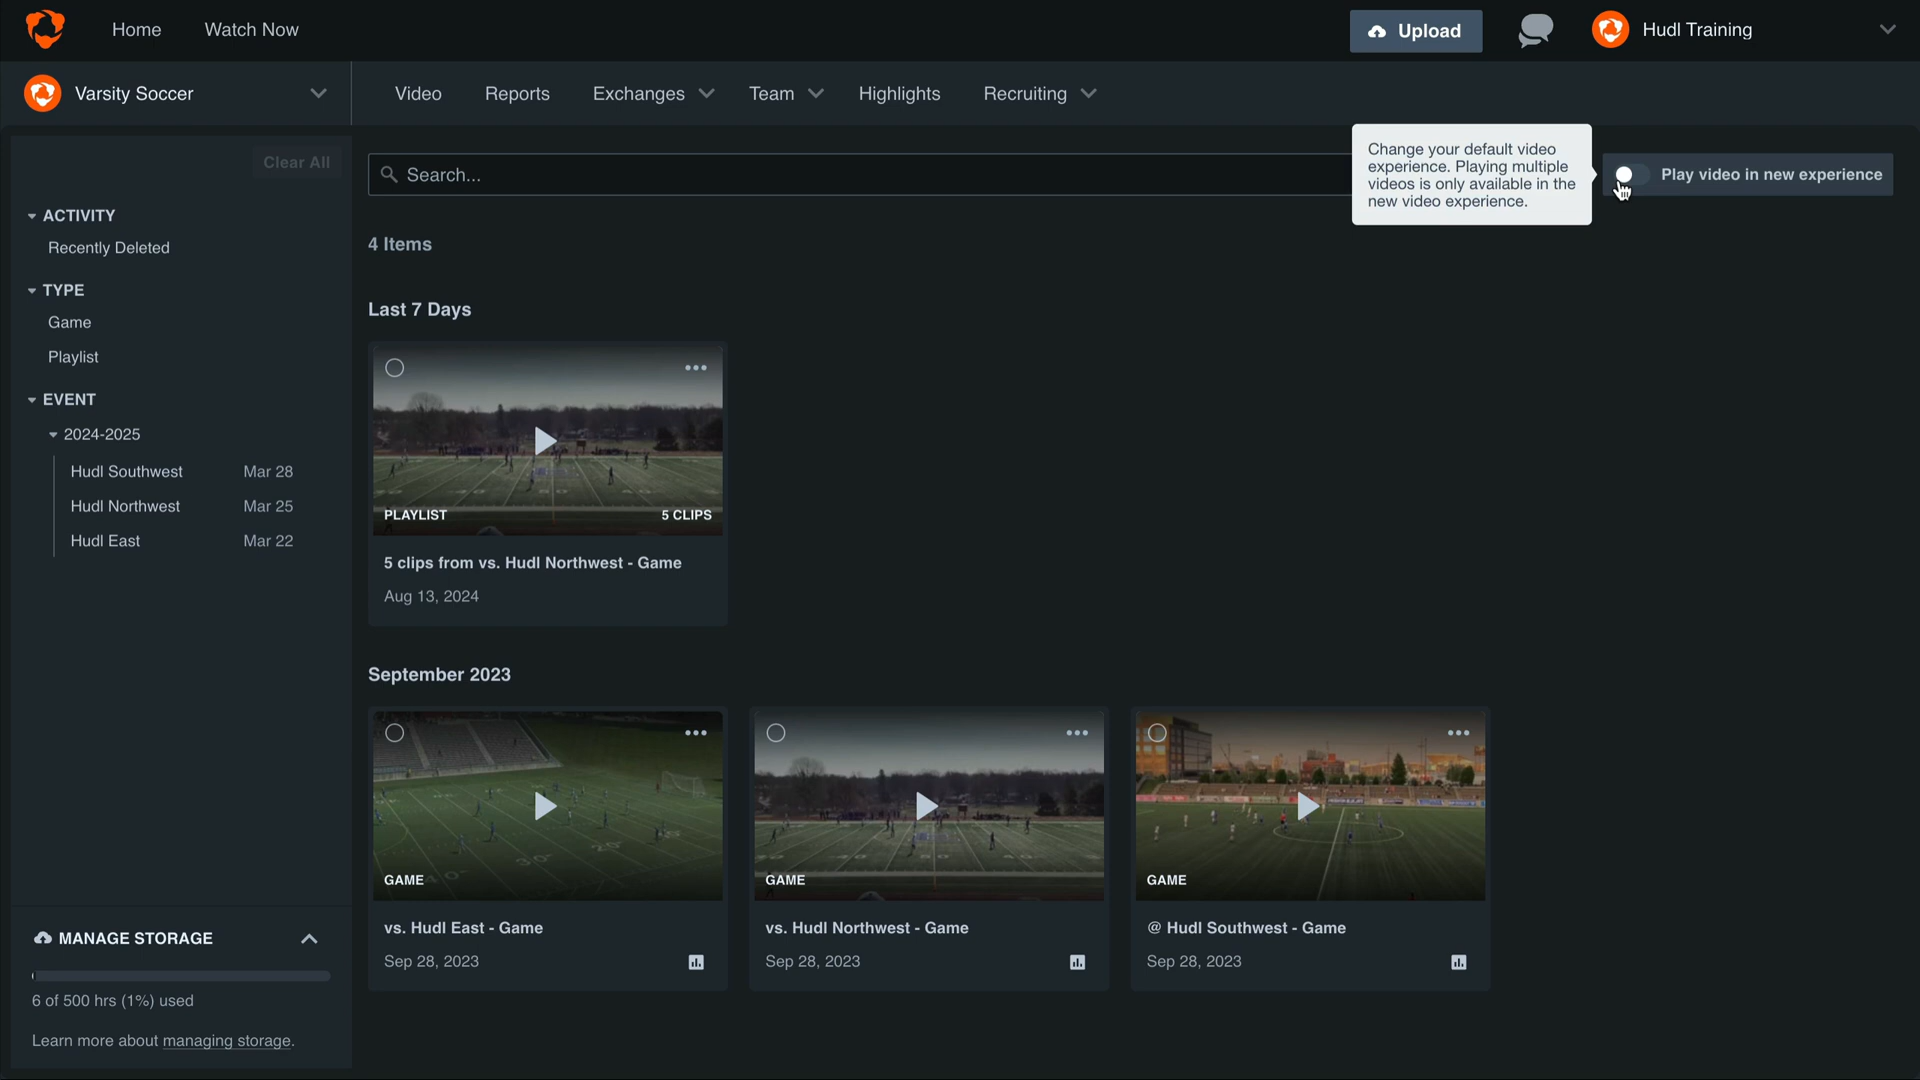 Home
Watch Now
Upload
Hudl Training
Varsity Soccer
Video
Reports
Exchanges
Team
Highlights
Recruiting
Clear All
ACTIVITY
Recently Deleted
TYPE
Game
Playlist
EVENT
2024-2025
Hudl Southwest Mar 28
Hudl Northwest Mar 25
Hudl East Mar 22
MANAGE STORAGE
6 of 500 hrs (1%) used
Learn more about managing storage.
Search...
Change your default video
experience. Playing multiple
videos is only available in the
new video experience.
Play video in new experience
4 Items
Last 7 Days
PLAYLIST 5 CLIPS
5 clips from vs. Hudl Northwest - Game
Aug 13, 2024
September 2023
GAME
vs. Hudl East - Game
Sep 28, 2023
GAME
vs. Hudl Northwest - Game
Sep 28, 2023
GAME
@ Hudl Southwest - Game
Sep 28, 2023